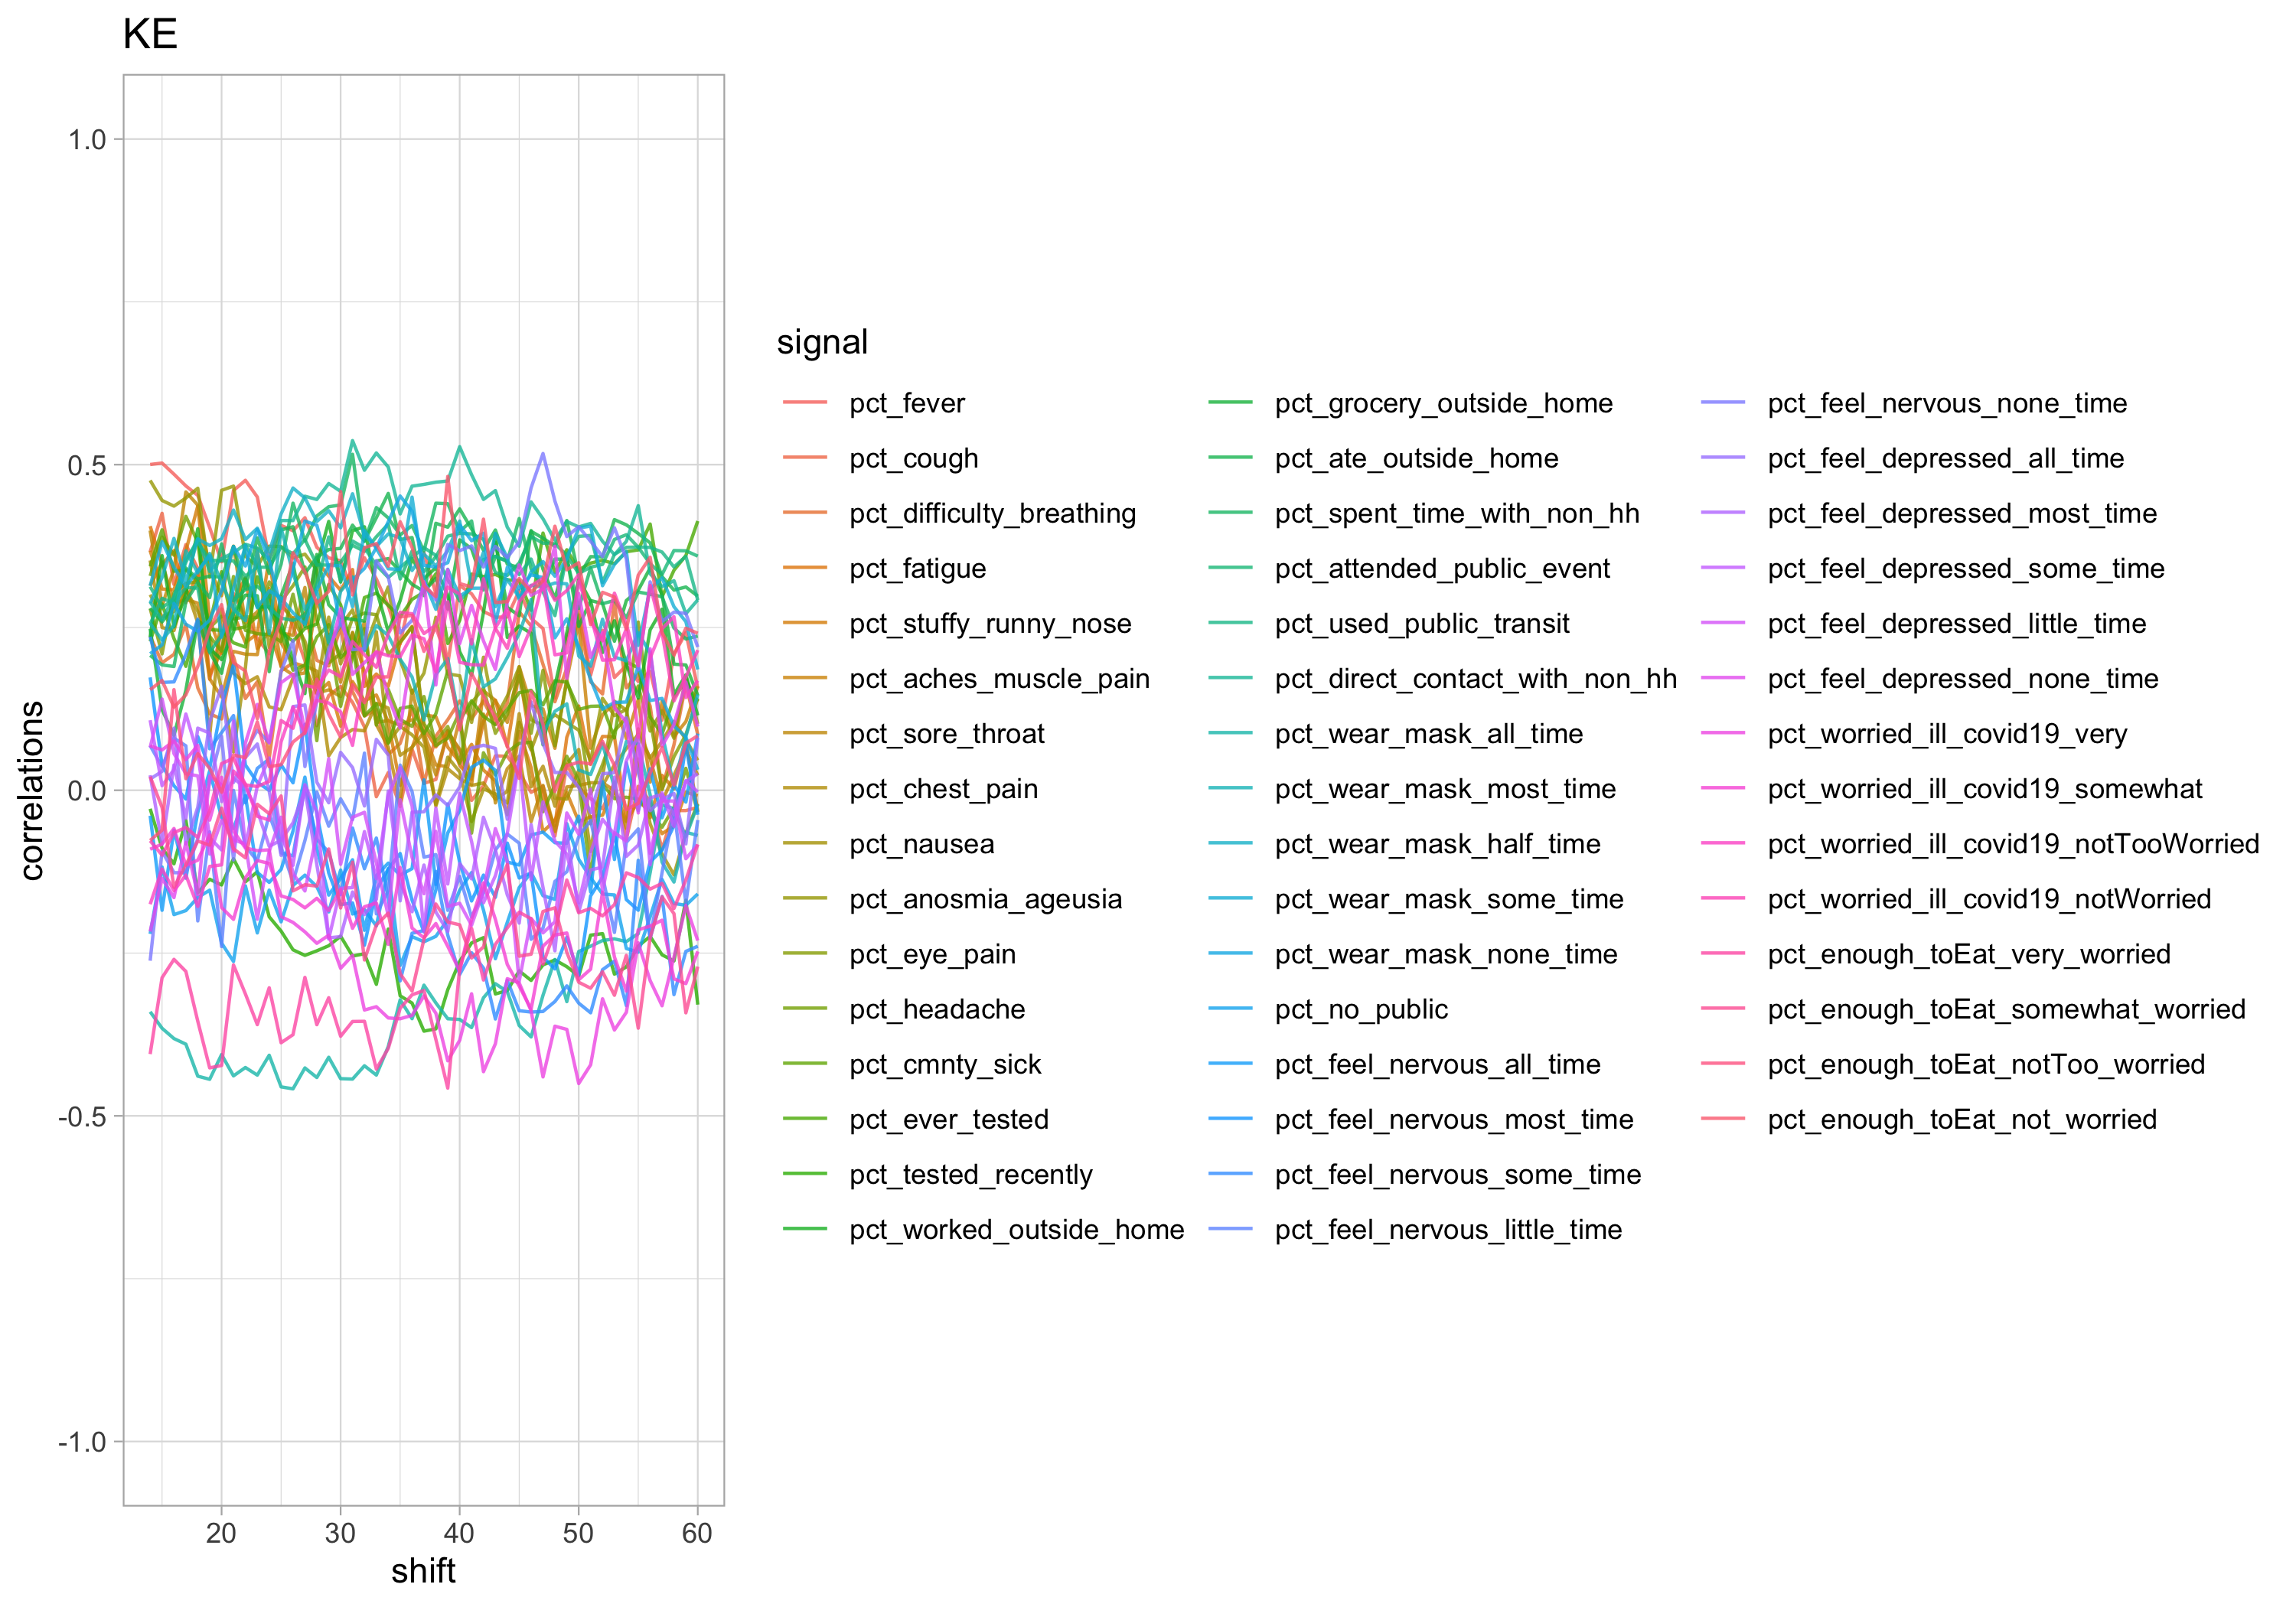 KE
1.0
0.5
0.0
-0.5
-1.0
correlations
20 30 40 50 60
shift
signal
pct_fever
pct_cough
pct_difficulty_breathing
pct_fatigue
pct_stuffy_runny_nose
pct_aches_muscle_pain
pct_sore_throat
pct_chest_pain
pct_nausea
pct_anosmia_ageusia
pct_eye_pain
pct_headache
pct_cmnty_sick
pct_ever_tested
pct_tested_recently
pct_worked_outside_home
pct_grocery_outside_home
pct_ate_outside_home
pct_spent_time_with_non_hh
pct_attended_public_event
pct_used_public_transit
pct_direct_contact_with_non_hh
pct_wear_mask_all_time
pct_wear_mask_most_time
pct_wear_mask_half_time
pct_wear_mask_some_time
pct_wear_mask_none_time
pct_no_public
pct_feel_nervous_all_time
pct_feel_nervous_most_time
pct_feel_nervous_some_time
pct_feel_nervous_little_time
pct_feel_nervous_none_time
pct_feel_depressed_all_time
pct_feel_depressed_most_time
pct_feel_depressed_some_time
pct_feel_depressed_little_time
pct_feel_depressed_none_time
pct_worried_ill_covid19_very
pct_worried_ill_covid19_somewhat
pct_worried_ill_covid19_notTooWorried
pct_worried_ill_covid19_notWorried
pct_enough_toEat_very_worried
pct_enough_toEat_somewhat_worried
pct_enough_toEat_notToo_worried
pct_enough_toEat_not_worried